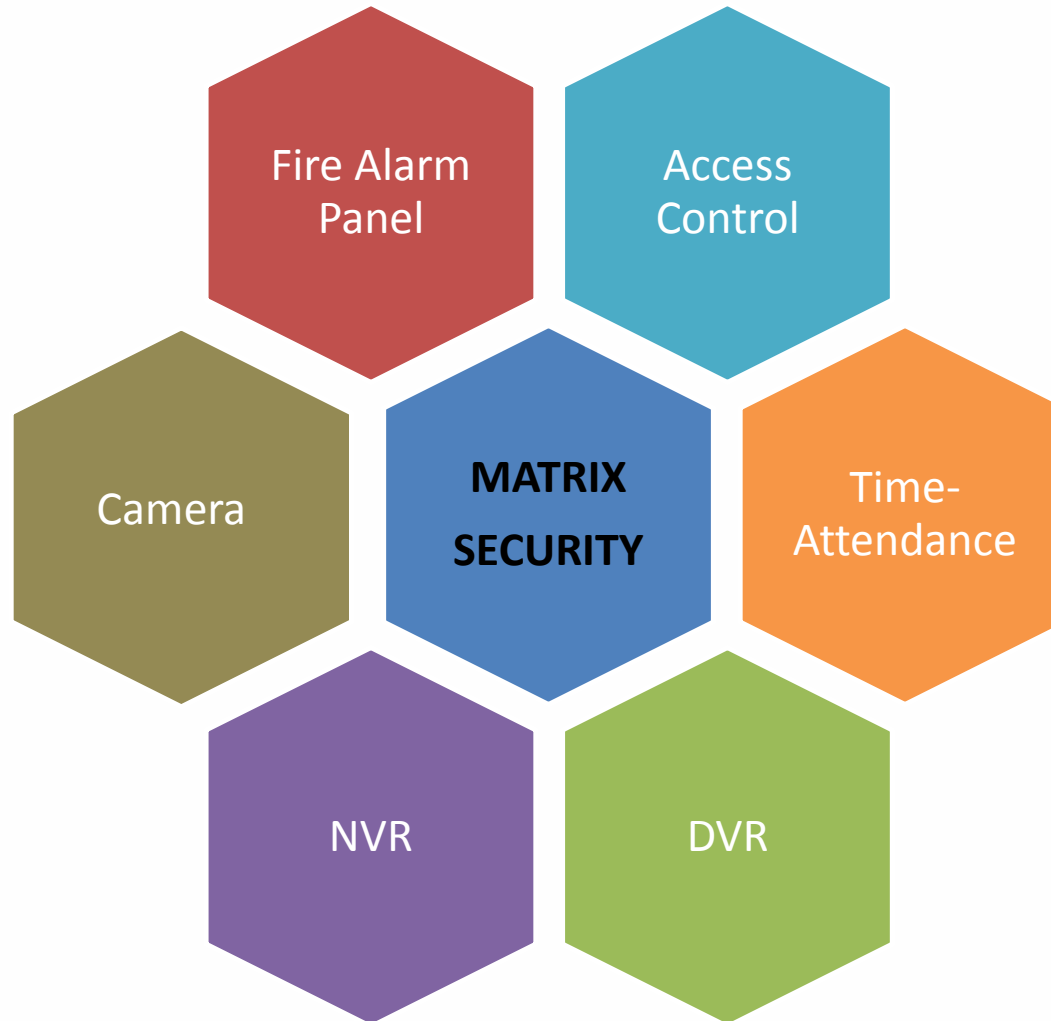 Fire Alarm
Panel
Access
Control
Camera
MATRIX
SECURITY
Time-
Attendance
NVR
DVR